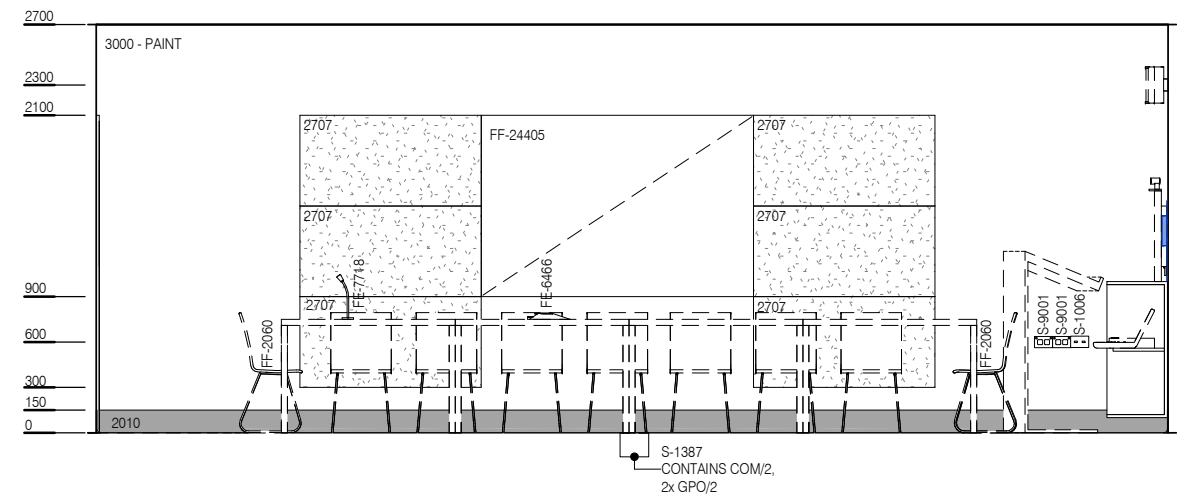 2700
3000 - PAINT
2300
2100
2707
FF-24405
2707
2707
2707
FE-7718
FE-6466
900
2707
2707
S-9001
S-9001
S-1006
600
FF-2060
FF-2060
300
150
2010
0
S-1387
CONTAINS COM/2,
2x GPO/2